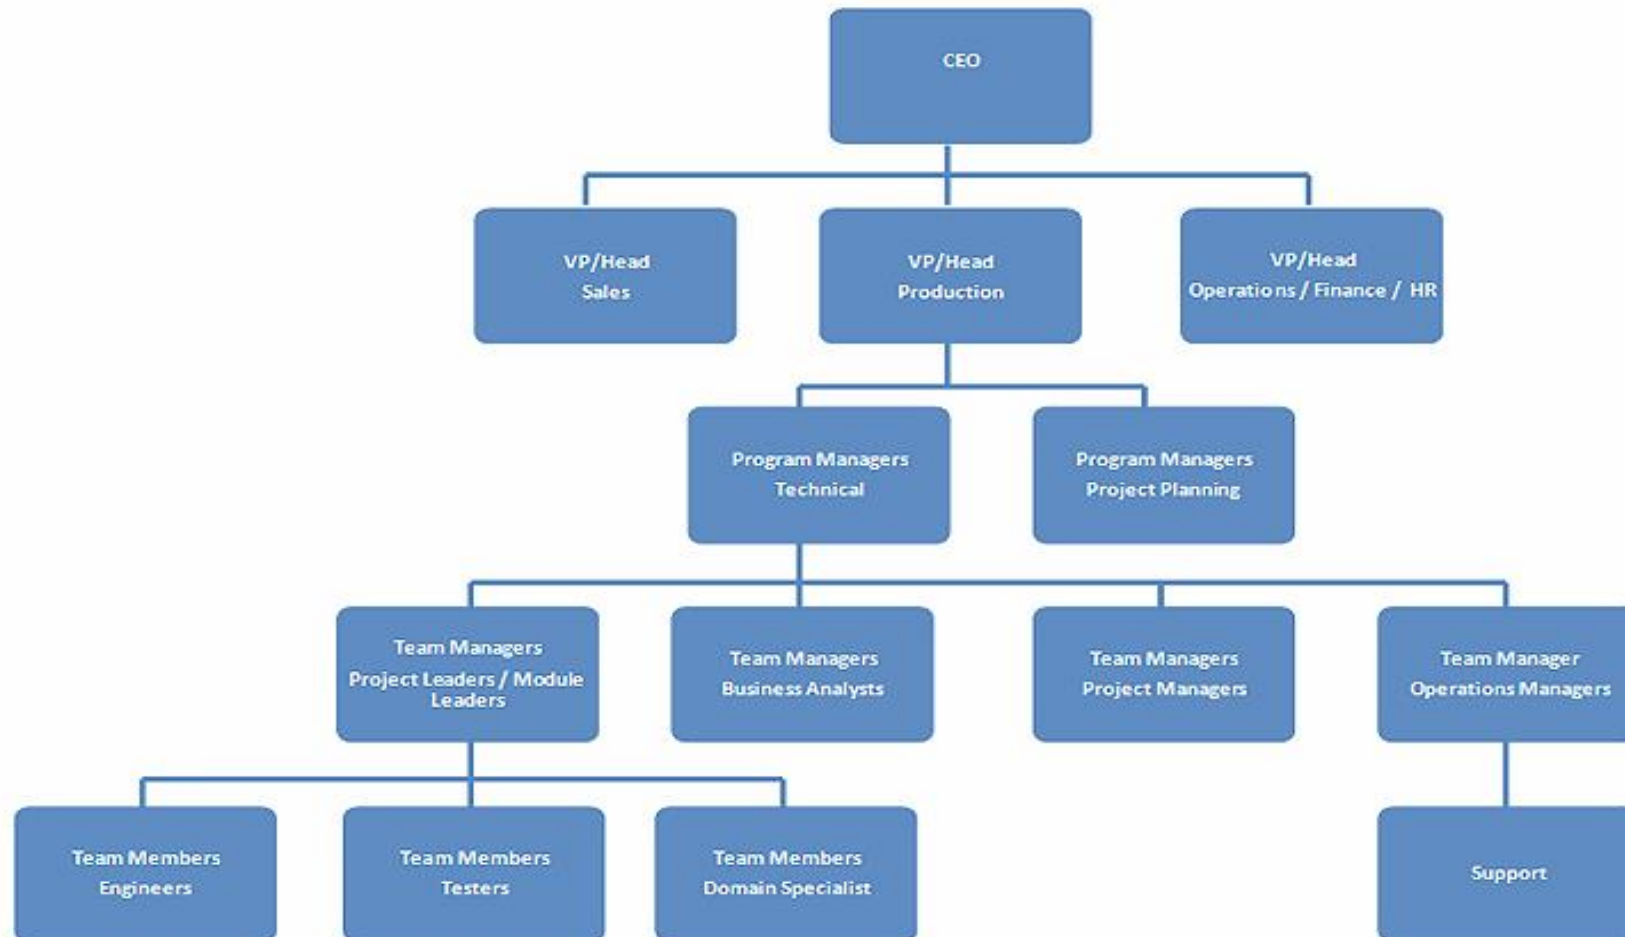 CEO
VP/Head
Sales
VP/Head
Production
VP/Head
Operations / Finance / HR
Program Managers
Technical
Program Managers
Project Planning
Team Managers
Project Leaders / Module
Leaders
Team Managers
Business Analysts
Team Managers
Project Managers
Team Manager
Operations Managers
Team Members
Engineers
Team Members
Testers
Team Members
Domain Specialist
Support